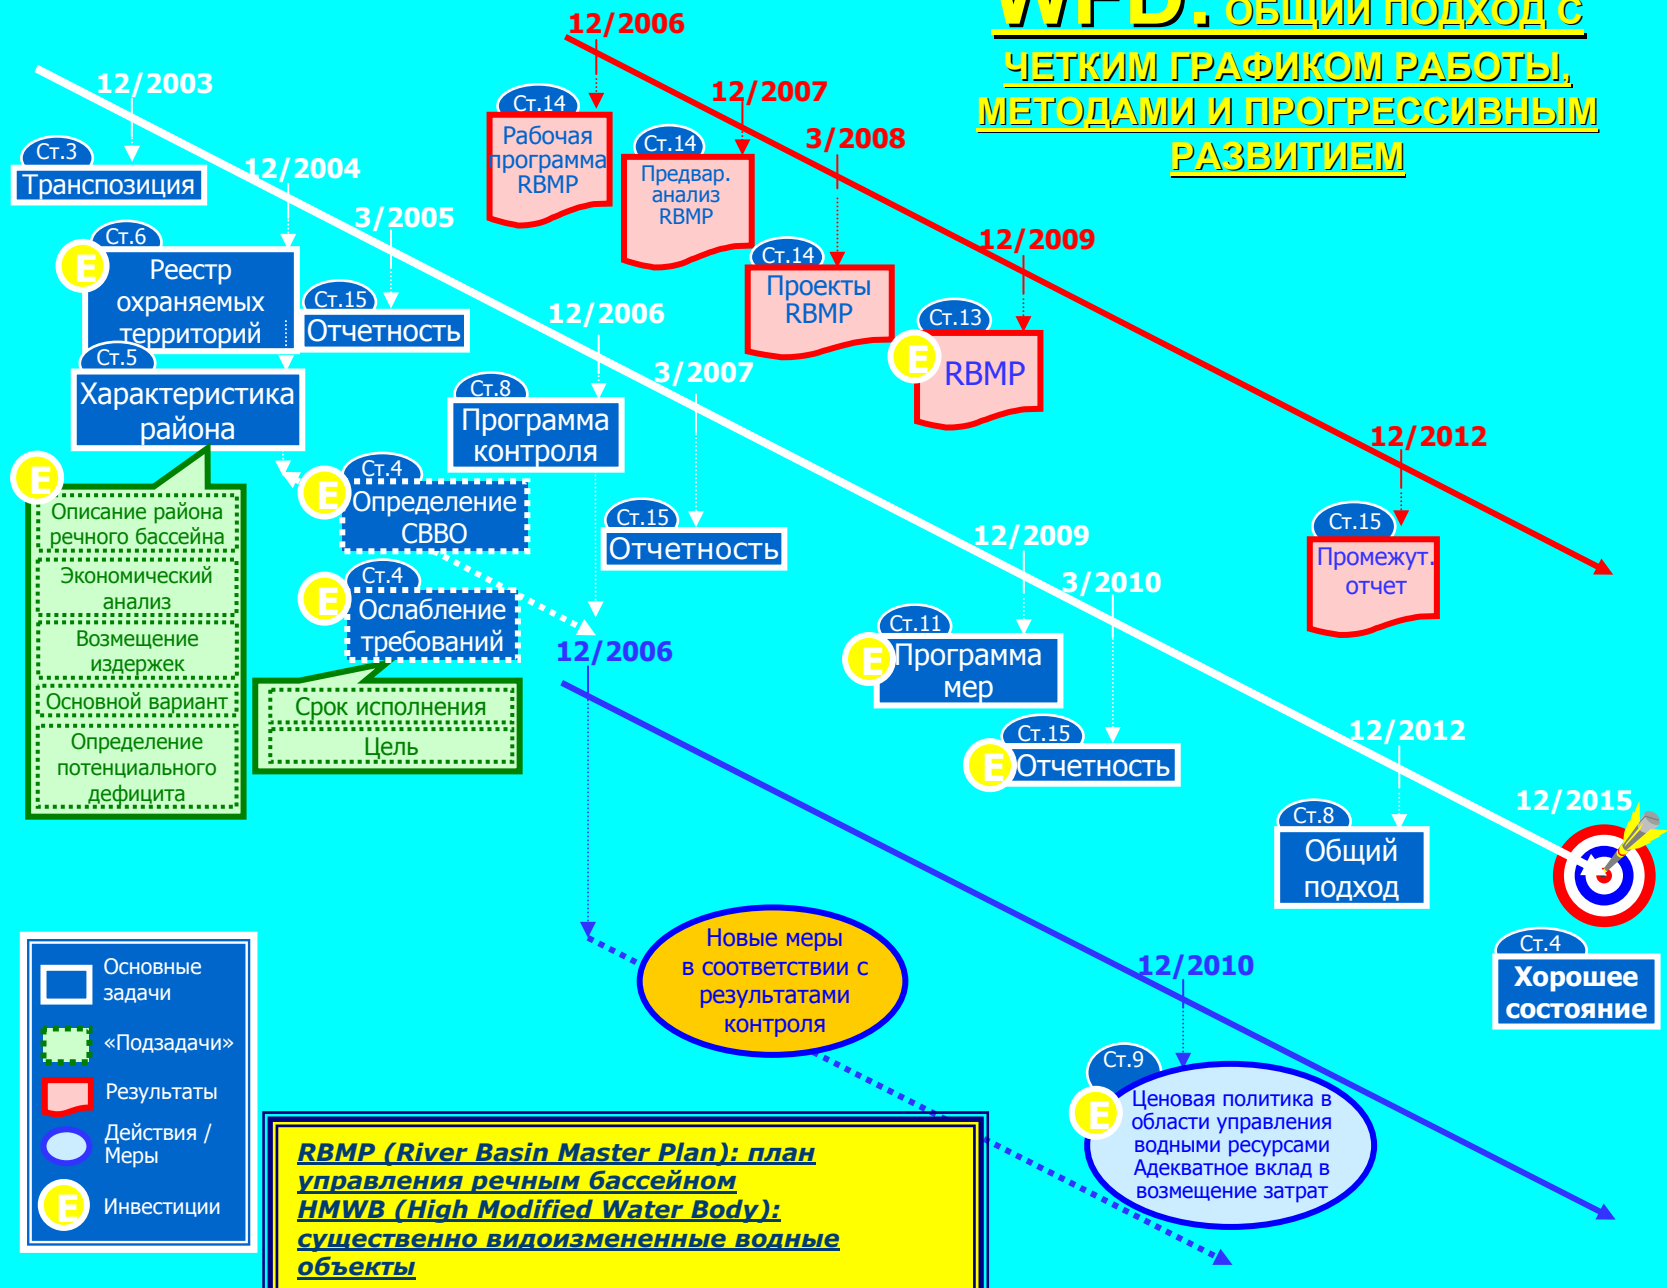 WFD: ОБЩИЙ ПОДХОД С
ЧЕТКИМ ГРАФИКОМ РАБОТЫ,
МЕТОДАМИ И ПРОГРЕССИВНЫМ
РАЗВИТИЕМ
12/2006
12/2003
12/2007
Ст.14
Рабочая
программа
RBMP
Ст.14
Предвар.
анализ
RBMP
3/2008
Ст.3
Транспозиция
12/2004
3/2005
Ст.6
E
Реестр
охраняемых
территорий
Ст.15
Отчетность
Ст.14
Проекты
RBMP
12/2009
Ст.13
E
RBMP
12/2006
Ст.5
Характеристика
района
3/2007
Ст.8
Программа
контроля
12/2012
E
Описание района
речного бассейна
Экономический
анализ
Возмещение
издержек
Основной вариант
Определение
потенциального
дефицита
Ст.4
E
Определение
СВВО
Ст.15
Отчетность
Ст.15
Промежут.
отчет
12/2009
3/2010
Ст.4
E
Ослабление
требований
12/2006
Срок исполнения
Цель
Ст.11
E
Программа
мер
Ст.15
E
Отчетность
12/2012
12/2015
Ст.8
Общий
подход
Ст.4
Хорошее
состояние
Новые меры
в соответствии с
результатами
контроля
12/2010
Ст.9
E
Ценовая политика в
области управления
водными ресурсами
Адекватное вклад в
возмещение затрат
Основные
задачи
«Подзадачи»
Результаты
Действия /
Меры
E
Инвестиции
RBMP (River Basin Master Plan): план
управления речным бассейном
HMWB (High Modified Water Body):
существенно видоизмененные водные
объекты